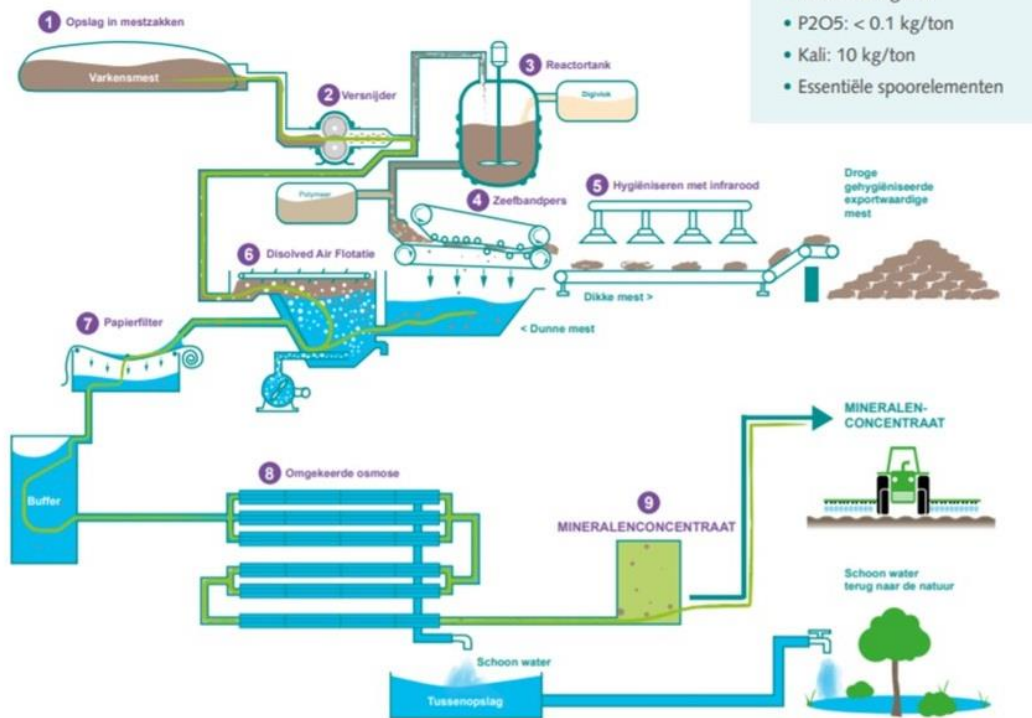 1 Opslag in mestzakken
Varkensmest
2 Versnijder
3 Reactortank
• P2O5: < 0.1 kg/ton
• Kali: 10 kg/ton
• Essentiële spoorelementen
Polymeer
4 Zeefbandpers
5 Hygiëniseren met infrarood
Droge
gehygiëniseerde
exportwaardige
mest
6 Disolved Air Flotatie
Dikke mest >
< Dunne mest
7 Papierfilter
Buffer
8 Omgekeerde osmose
9
MINERALENCONCENTRAAT
MINERALEN-
CONCENTRAAT
Schoon water
terug naar de natuur
Schoon water
Tussenopslag